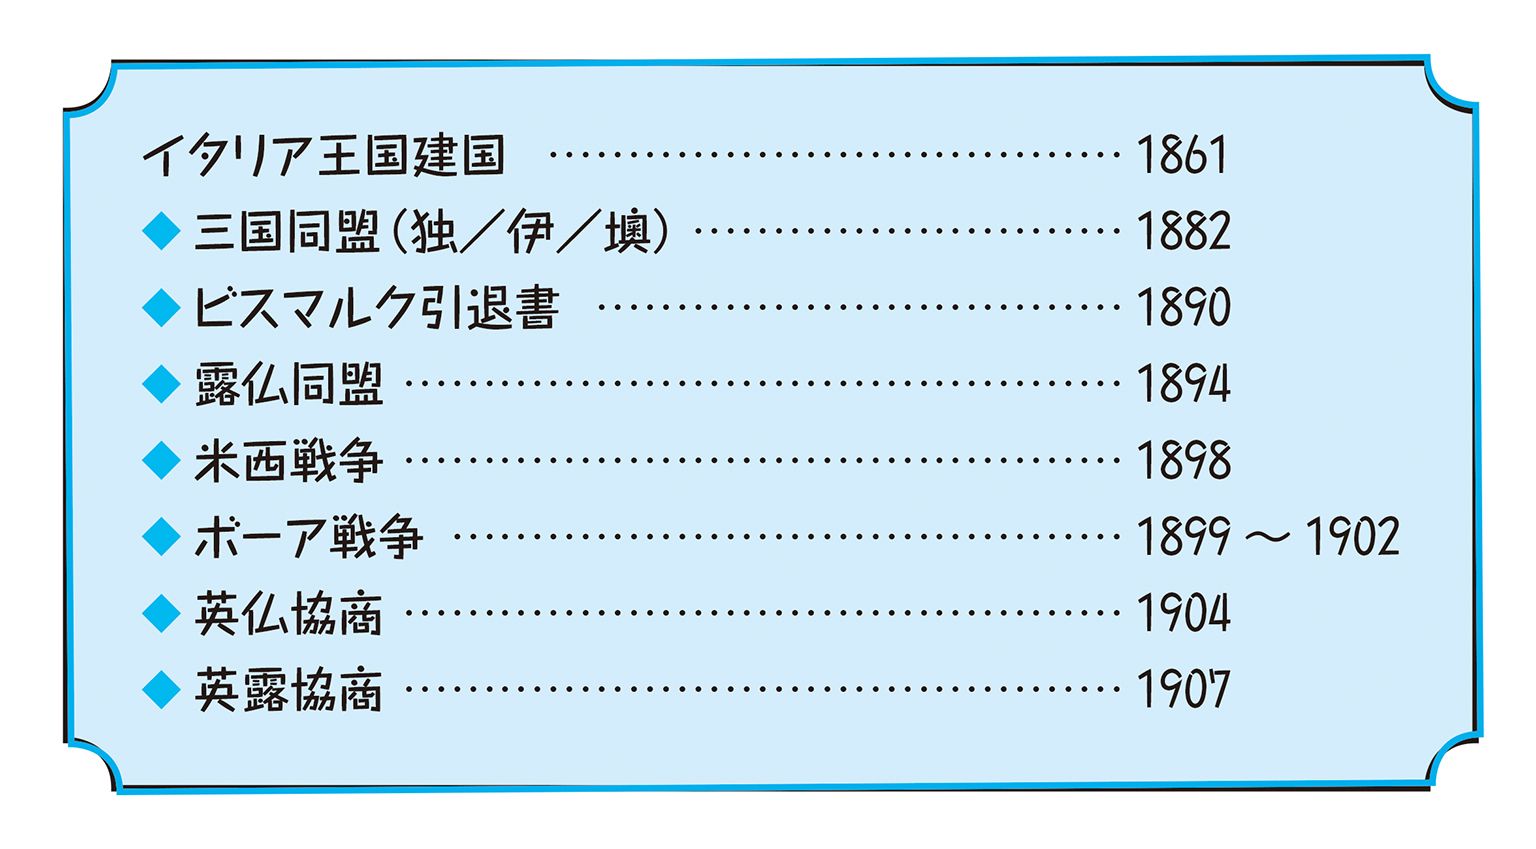 イタリア王国建国 ……………………………… 1861
◆ 三国同盟(独／伊／墺) ……………………… 1882
◆ ビスマルク引退書 …………………………… 1890
◆ 露仏同盟 ……………………………………… 1894
◆ 米西戦争 ……………………………………… 1898
◆ ボーア戦争 …………………………………… 1899 〜 1902
◆ 英仏協商 ……………………………………… 1904
◆ 英露協商 ……………………………………… 1907